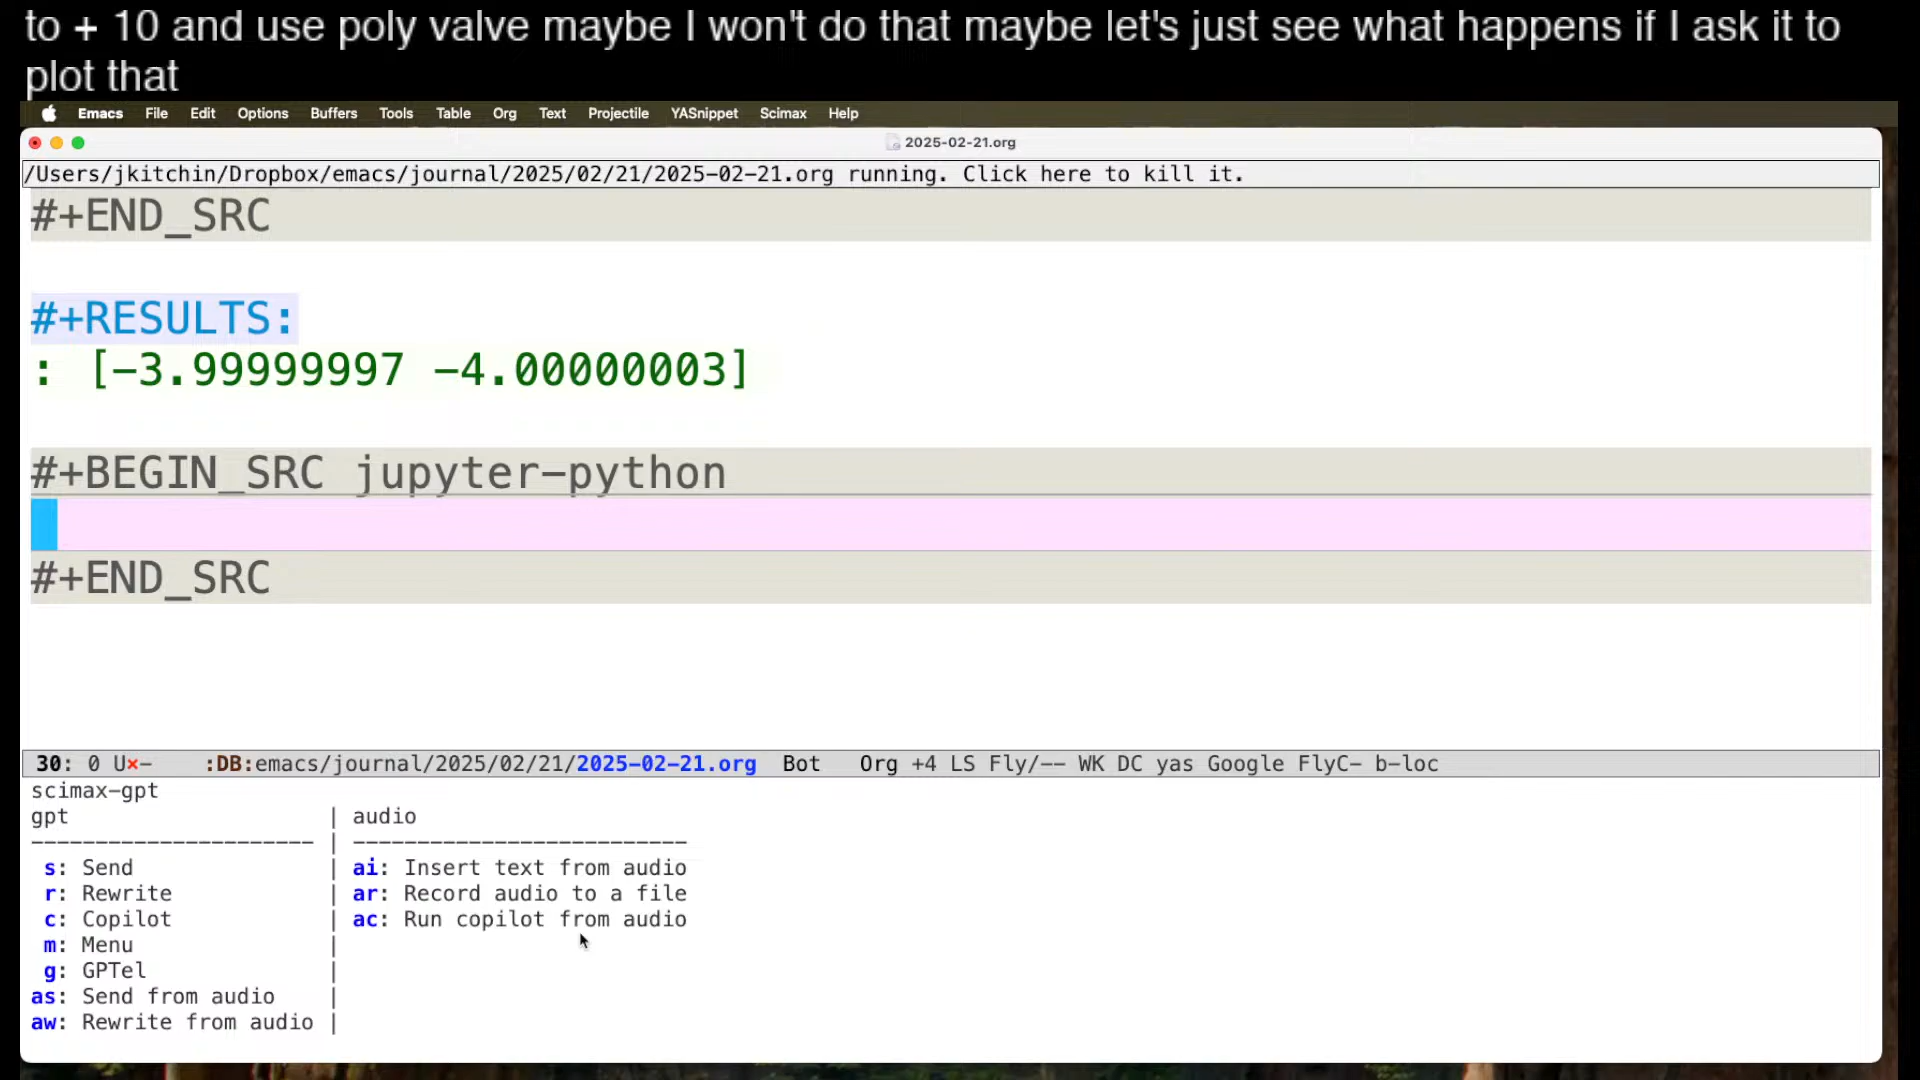 to + 10 and use poly valve maybe I won't do that maybe let's just see what happens if I ask it to
plot that
Emacs File Edit Options Buffers Tools Table Org Text Projectile YASnippet Scimax Help
2025-02-21.org
/Users/jkitchin/Dropbox/emacs/journal/2025/02/21/2025-02-21.org running. Click here to kill it.
#+END_SRC
#+RESULTS:
: [-3.99999997 -4.00000003]
#+BEGIN_SRC jupyter-python
#+END_SRC
30: 0 U×- :DB:emacs/journal/2025/02/21/2025-02-21.org Bot Org +4 LS Fly/-- WK DC yas Google FlyC- b-loc
scimax-gpt
gpt | audio
---------------------- | --------------------------
s: Send | ai: Insert text from audio
r: Rewrite | ar: Record audio to a file
c: Copilot | ac: Run copilot from audio
m: Menu |
g: GPTel |
as: Send from audio |
aw: Rewrite from audio |